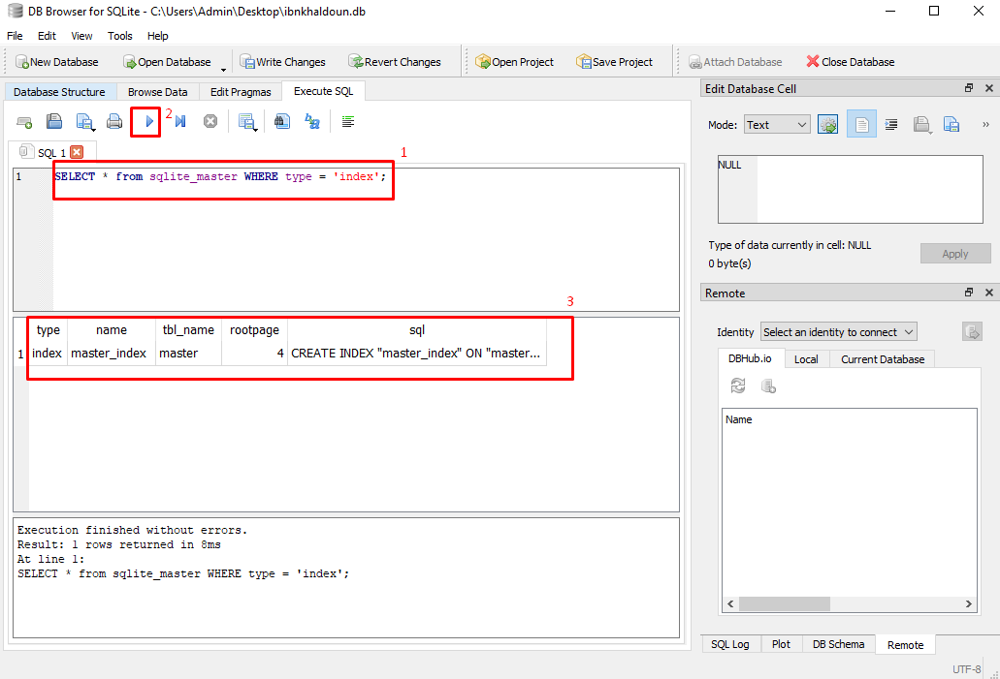 DB Browser for SQLite - C:\Users\Admin\Desktop\ibnkhaldoun.db
File Edit View Tools Help
New Database Open Database Write Changes Revert Changes Open Project Save Project Attach Database Close Database
Database Structure Browse Data Edit Pragmas Execute SQL
2
SQL 1
1
1 SELECT * from sqlite_master WHERE type = 'index';
3
type name tbl_name rootpage sql
1 index master_index master 4 CREATE INDEX "master_index" ON "master...
Execution finished without errors.
Result: 1 rows returned in 8ms
At line 1:
SELECT * from sqlite_master WHERE type = 'index';
Edit Database Cell
Mode: Text »
NULL
Type of data currently in cell: NULL
0 byte(s)
Apply
Remote
Identity Select an identity to connect
DBHub.io Local Current Database
Name
SQL Log Plot DB Schema Remote
UTF-8